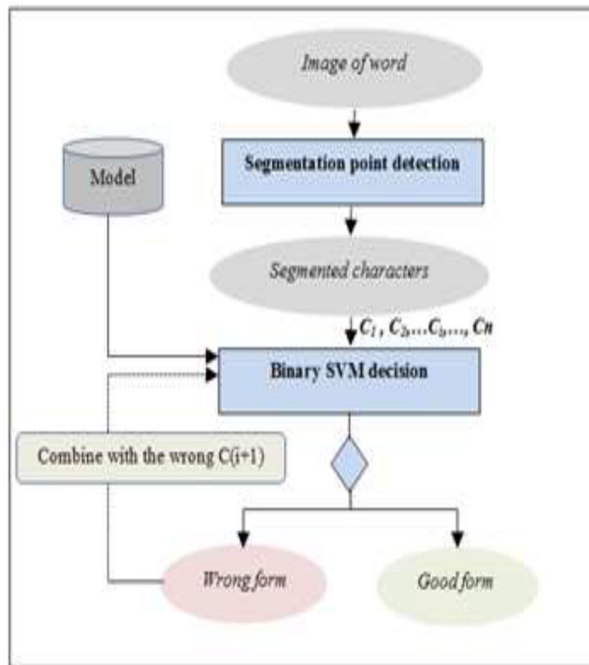 Image of word
Segmentation point detection
Model
Segmented characters
C1 , C2,...Ci,..., Cn
Binary SVM decision
Combine with the wrong C(i+1)
Wrong form
Good form